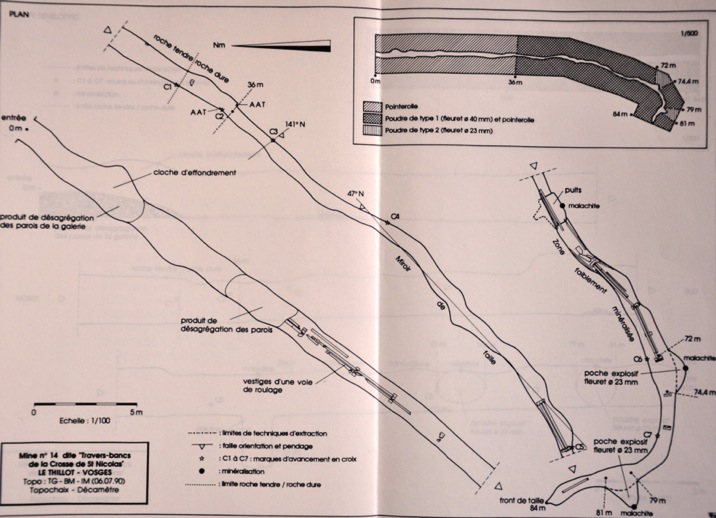 PLAN
Nm
roche tendre
roche dure
C1
36 m
AAT
AAT
C2
C3
141° N
entrée
0 m
cloche d'effondrement
produit de désagrégation
des parois de la galerie
47° N
C4
Miroir
de
faille
produit de
désagrégation des parois
vestiges d'une voie
de roulage
C5
1/500
0 m
36 m
72 m
74.4 m
79 m
81 m
84 m
Pointerolle
Poudre de type 1 (fleuret ø 40 mm) et pointerolle
Poudre de type 2 (fleuret ø 23 mm)
puits
malachite
Zone
faiblement
minéralisée
72 m
C6
malachite
poche explosif
fleuret ø 23 mm
74.4 m
C7
poche explosif
fleuret ø 23 mm
front de taille
84 m
81 m
79 m
malachite
0
5 m
Echelle : 1/100
: limites de techniques d'extraction
: faille orientation et pendage
: C1 à C7 : marques d'avancement en croix
: minéralisation
: limite roche tendre / roche dure
Mine n° 14 dite "Travers-bancs
de la Crosse de St Nicolas"
LE THILLOT - VOSGES
Topo : TG - BM - IM (06.07.90)
Topochaix - Décamètre